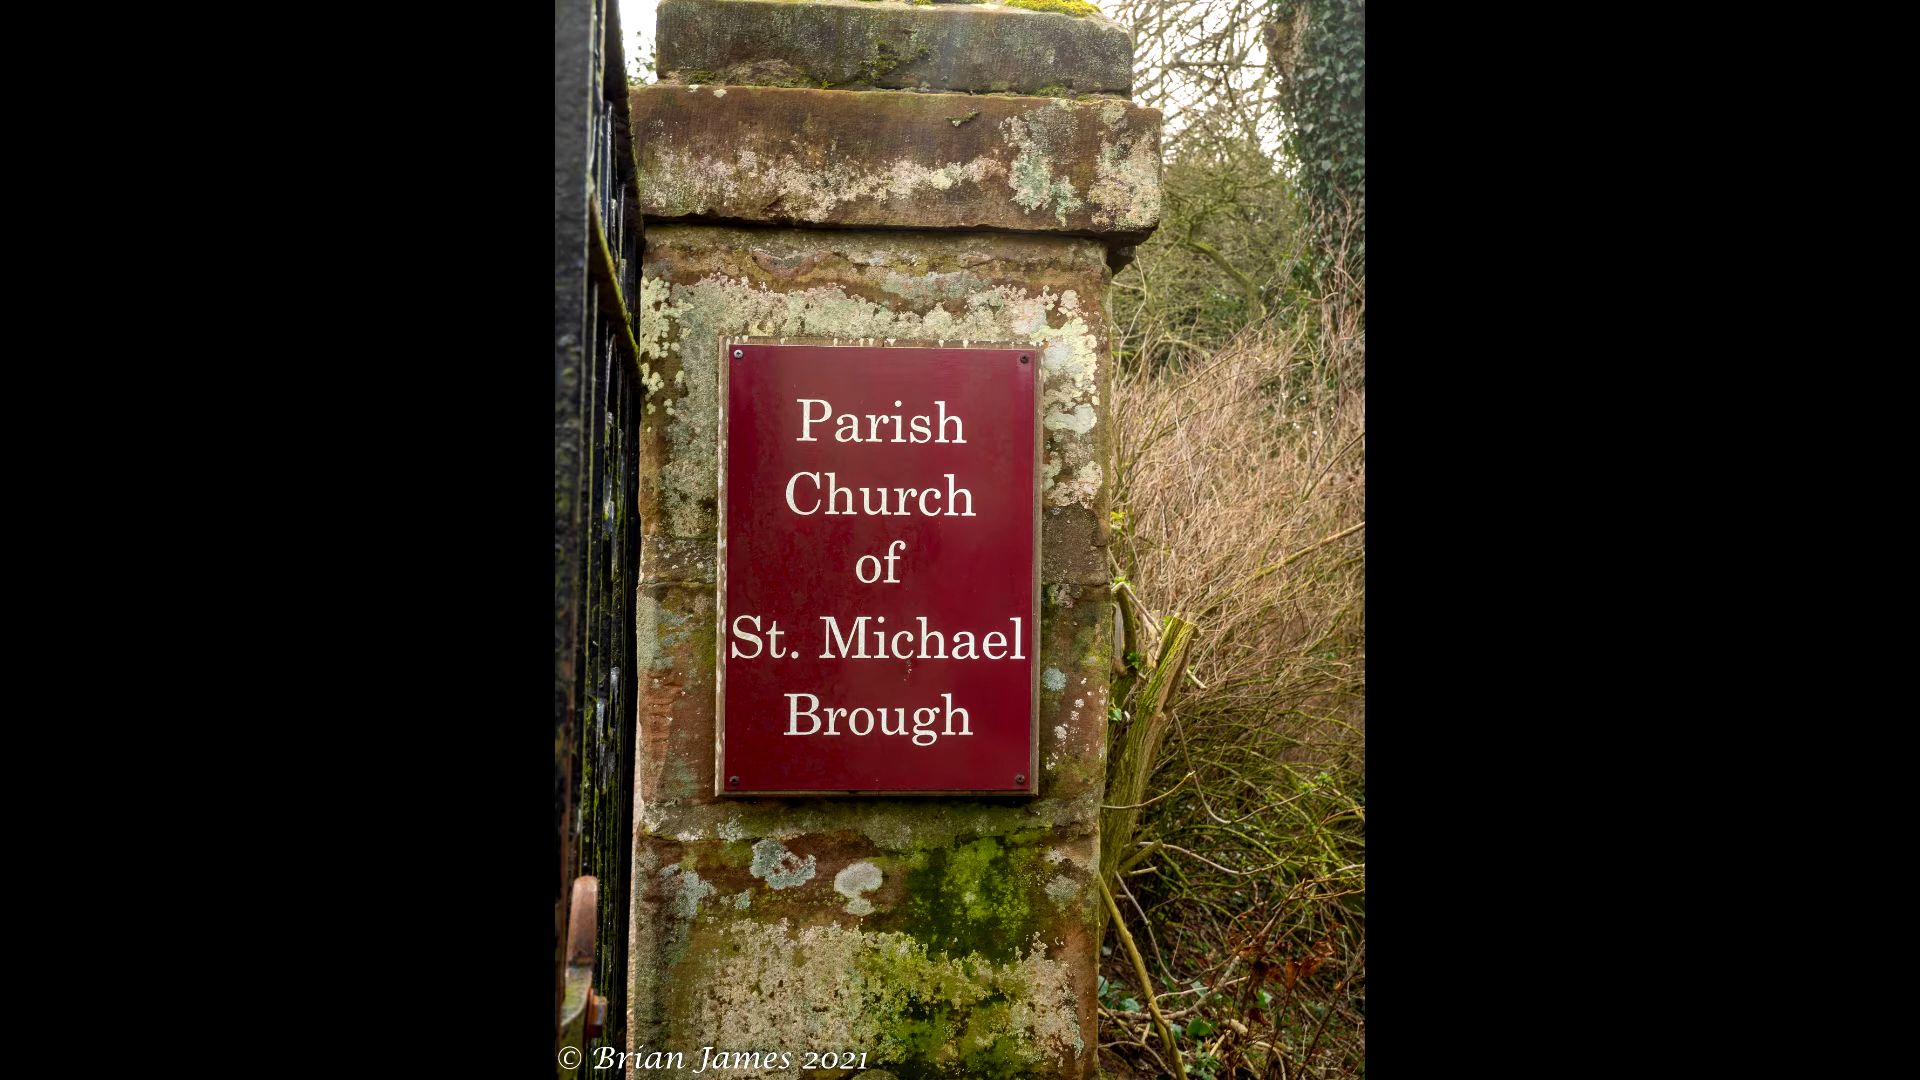 Parish
Church
of
St. Michael
Brough
© Brian James 2021